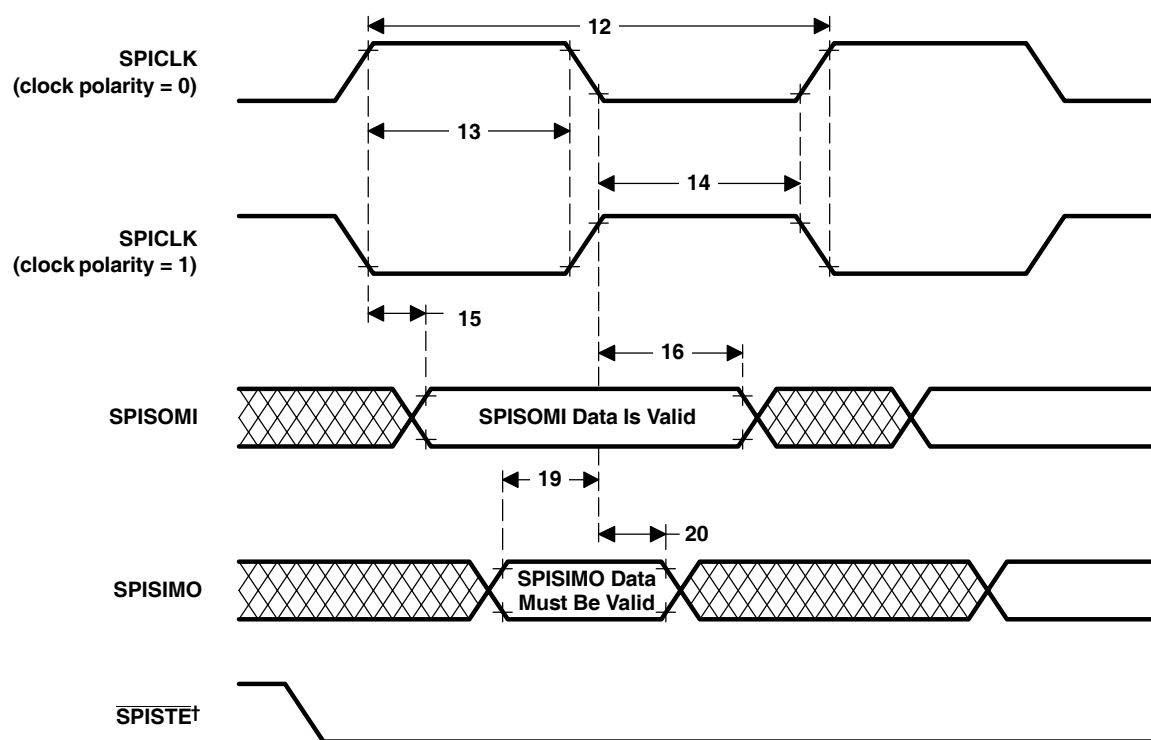 12
SPICLK
(clock polarity = 0)
13
14
SPICLK
(clock polarity = 1)
15
16
SPISOMI
SPISOMI Data Is Valid
19
20
SPISIMO
SPISIMO Data
Must Be Valid
SPISTE†